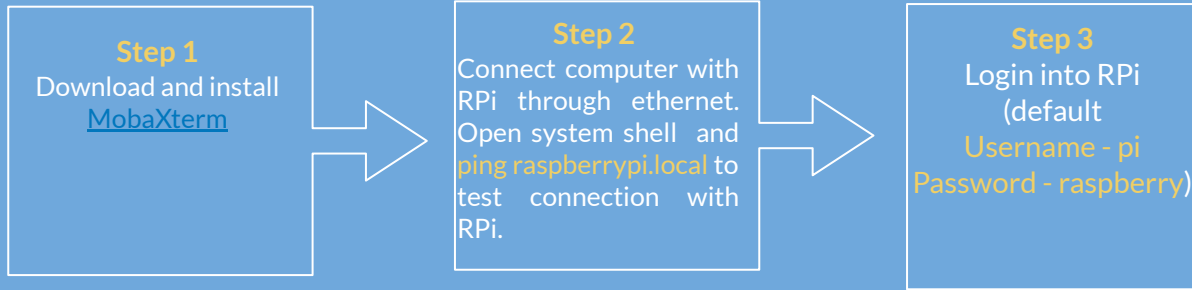 Step 1
Download and install
MobaXterm
Step 2
Connect computer with
RPi through ethernet.
Open system shell and
ping raspberrypi.local to
test connection with
RPi.
Step 3
Login into RPi
(default
Username - pi
Password - raspberry)